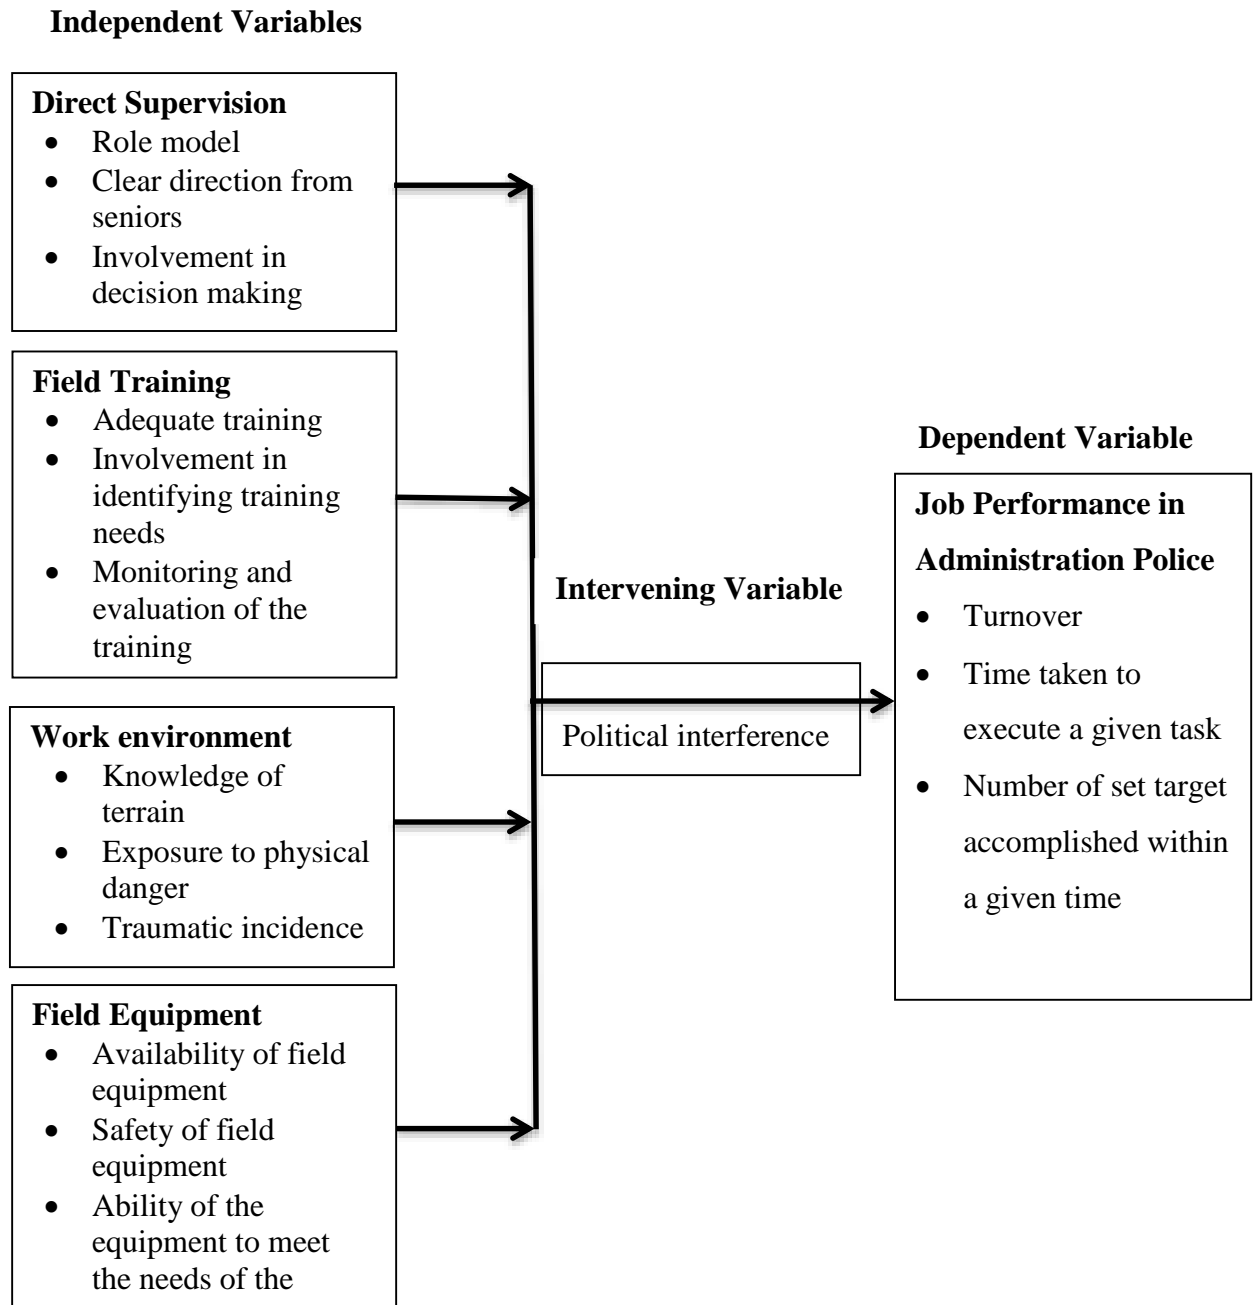 Independent Variables
Direct Supervision
• Role model
• Clear direction from
seniors
• Involvement in
decision making
Field Training
• Adequate training
• Involvement in
identifying training
needs
• Monitoring and
evaluation of the
training
Work environment
• Knowledge of
terrain
• Exposure to physical
danger
• Traumatic incidence
Field Equipment
• Availability of field
equipment
• Safety of field
equipment
• Ability of the
equipment to meet
the needs of the
Intervening Variable
Political interference
Dependent Variable
Job Performance in
Administration Police
• Turnover
• Time taken to
execute a given task
• Number of set target
accomplished within
a given time